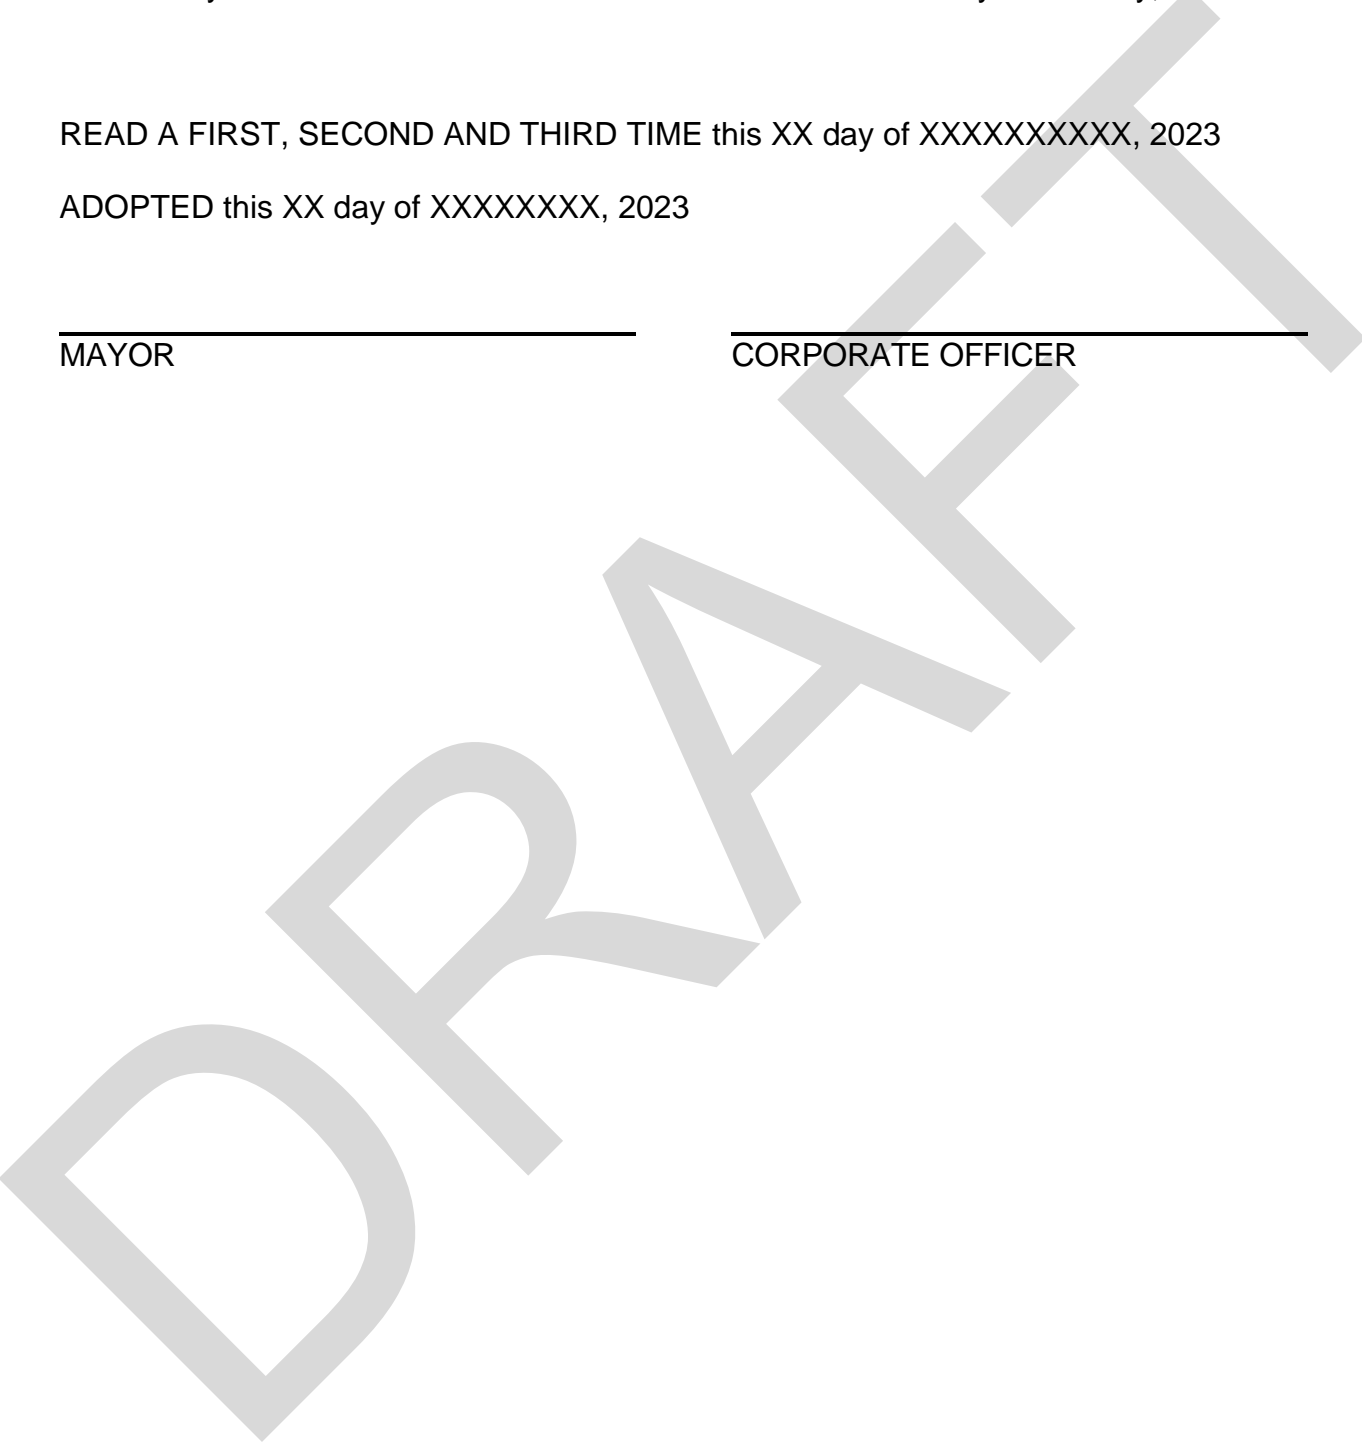 READ A FIRST, SECOND AND THIRD TIME this XX day of XXXXXXXXXX, 2023
ADOPTED this XX day of XXXXXXXX, 2023
MAYOR CORPORATE OFFICER
DRAFT